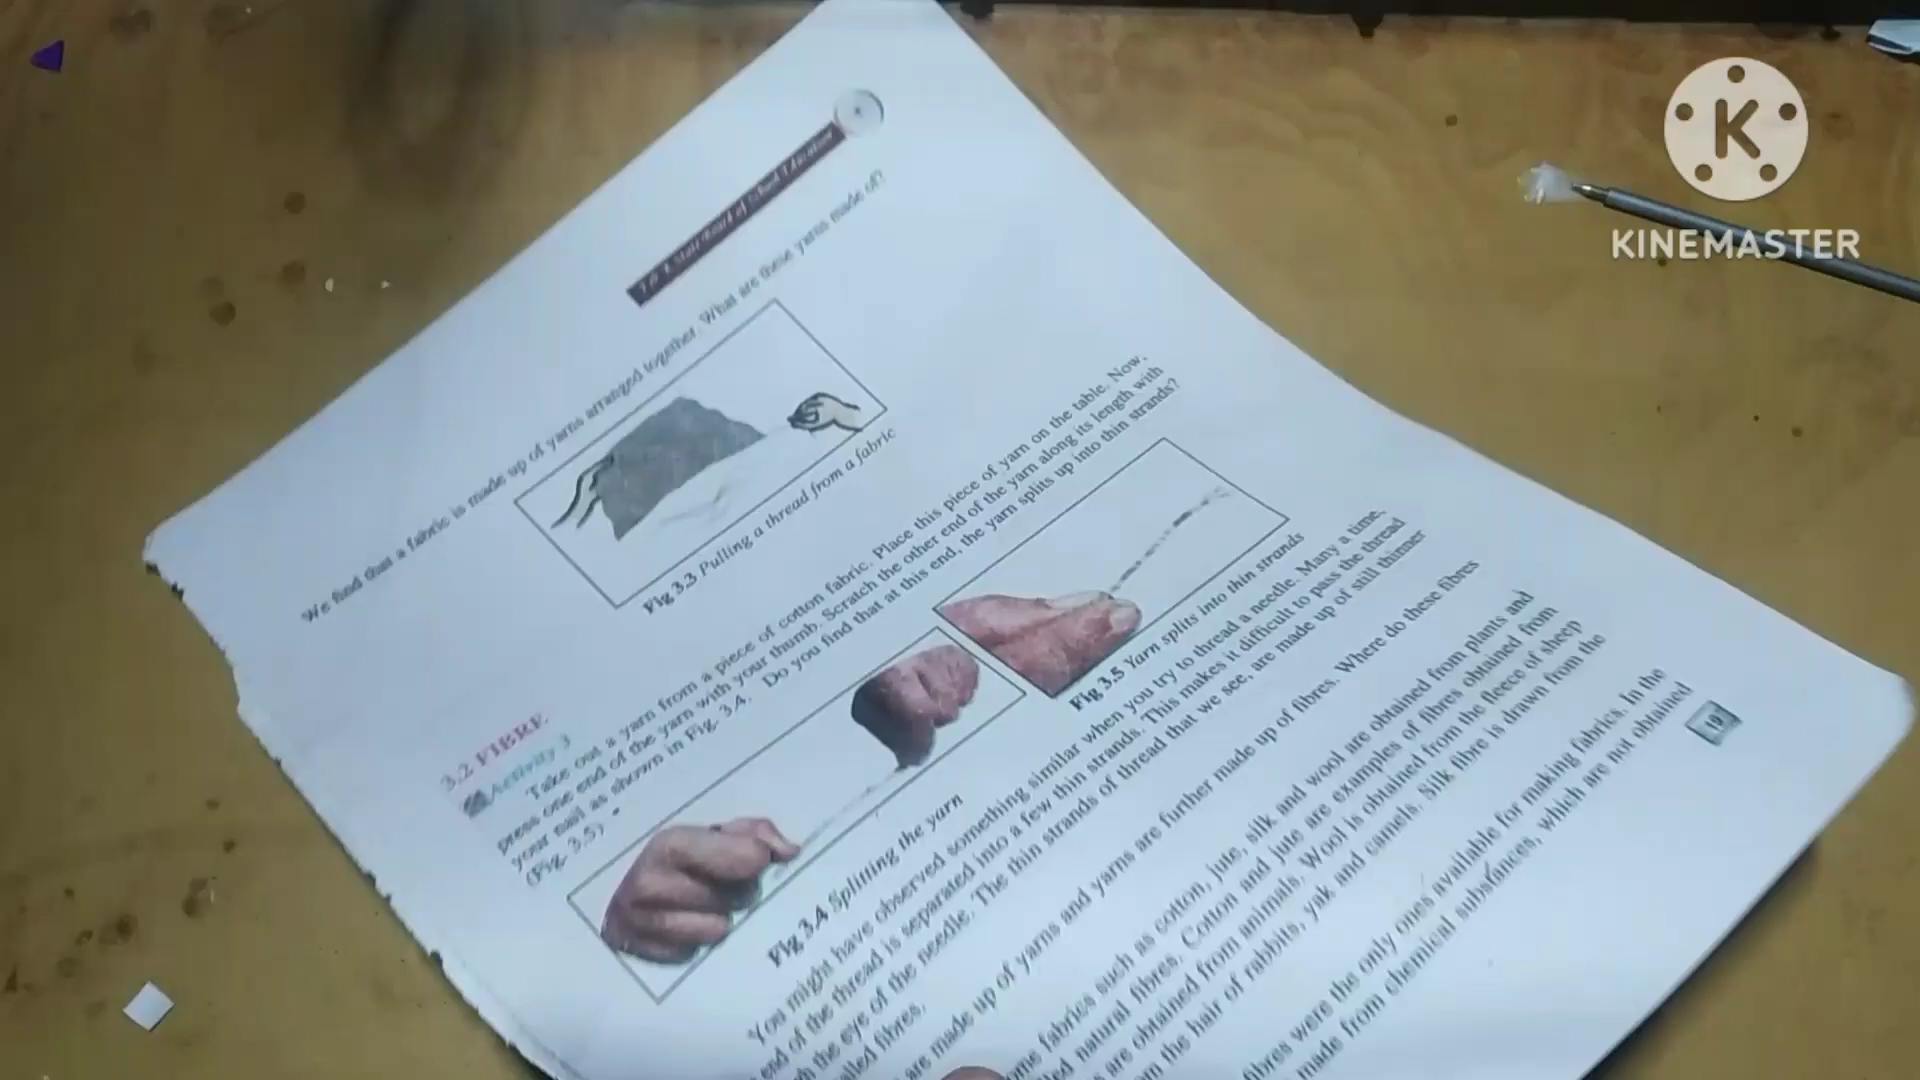 J & K State Board of School Education
We find that a fabric is made up of yarns arranged together. What are these yarns made of?
Fig 3.3 Pulling a thread from a fabric
3.2 FIBRE
Activity 3
Take out a yarn from a piece of cotton fabric. Place this piece of yarn on the table. Now,
press one end of the yarn with your thumb. Scratch the other end of the yarn along its length with
your nail as shown in Fig- 3.4. Do you find that at this end, the yarn splits up into thin strands?
(Fig- 3.5)
Fig 3.4 Splitting the yarn
Fig 3.5 Yarn splits into thin strands
You might have observed something similar when you try to thread a needle. Many a time,
end of the thread is separated into a few thin strands. This makes it difficult to pass the thread
the eye of the needle. The thin strands of thread that we see, are made up of still thinner
fibres.
are made up of yarns and yarns are further made up of fibres. Where do these fibres
fabrics such as cotton, jute, silk and wool are obtained from plants and
natural fibres. Cotton and jute are examples of fibres obtained from
are obtained from animals. Wool is obtained from the fleece of sheep
the hair of rabbits, yak and camels. Silk fibre is drawn from the
fibres were the only ones available for making fabrics. In the
made from chemical substances, which are not obtained
19
K
KINEMASTER